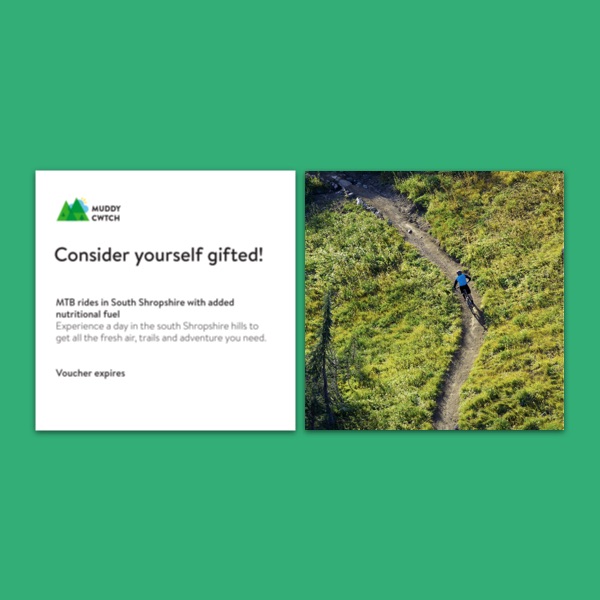 MUDDY
CWTCH
Consider yourself gifted!
MTB rides in South Shropshire with added
nutritional fuel
Experience a day in the south Shropshire hills to
get all the fresh air, trails and adventure you need.
Voucher expires